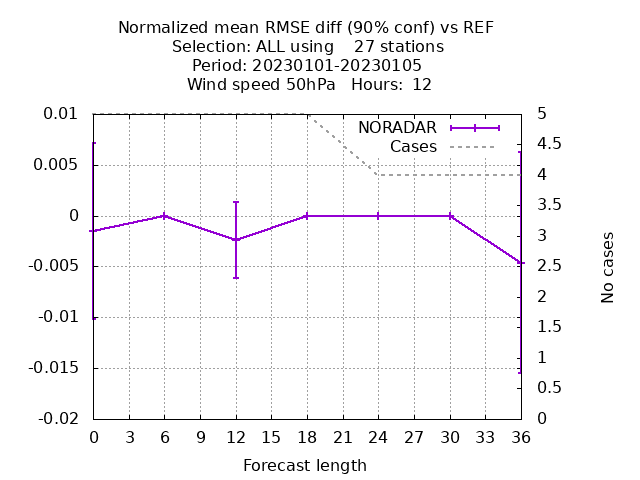 Normalized mean RMSE diff (90% conf) vs REF
Selection: ALL using    27 stations
Period: 20230101-20230105
Wind speed 50hPa   Hours:  12
0.01
0.005
0
-0.005
-0.01
-0.015
-0.02
NORADAR
Cases
5
4.5
4
3.5
3
2.5
2
1.5
1
0.5
0
No cases
0 3 6 9 12 15 18 21 24 27 30 33 36
Forecast length